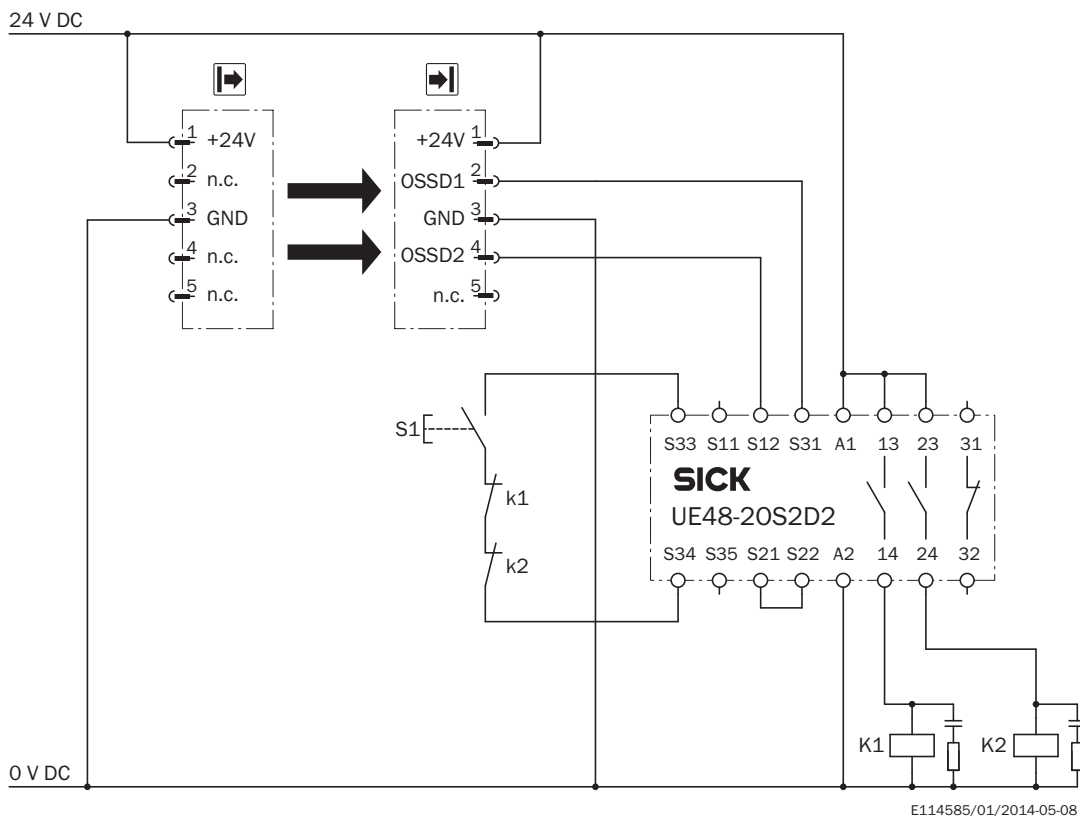 24 V DC
1 +24V
2 n.c.
3 GND
4 n.c.
5 n.c.
+24V 1
OSSD1 2
GND 3
OSSD2 4
n.c. 5
S1
k1
k2
S33 S11 S12 S31 A1 13 23 31
SICK
UE48-20S2D2
S34 S35 S21 S22 A2 14 24 32
K1
K2
0 V DC
E114585/01/2014-05-08